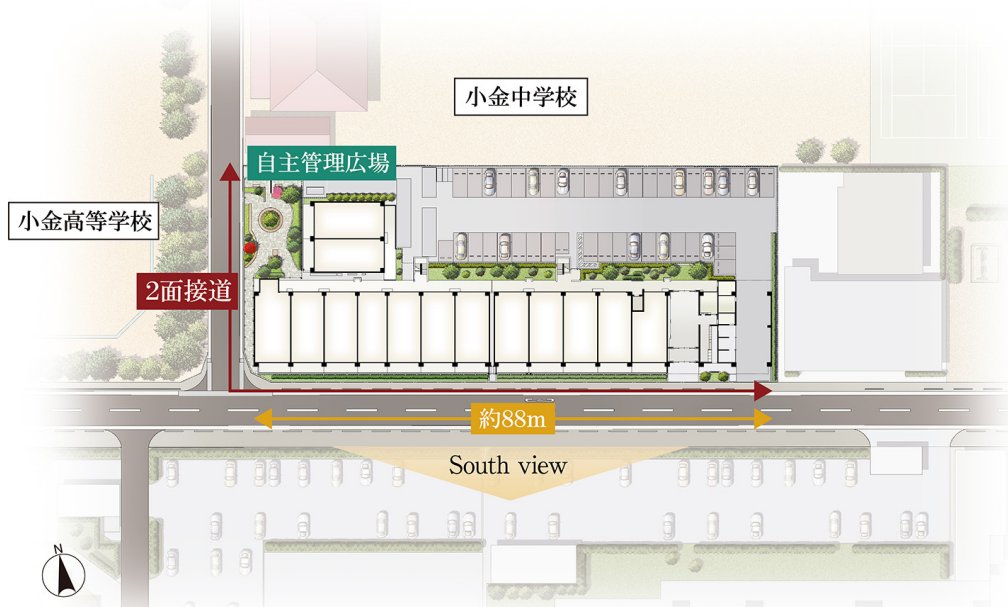 小金中学校
自主管理広場
小金高等学校
2面接道
約88m
South view
N